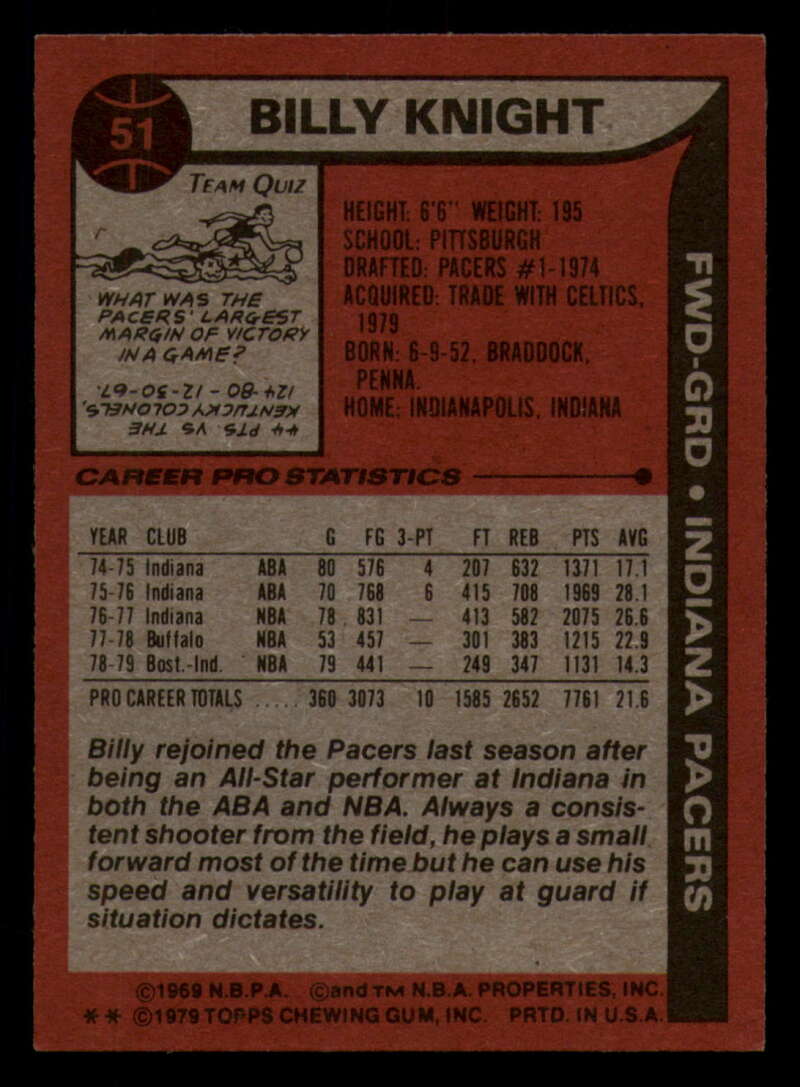 51
BILLY KNIGHT
TEAM QUIZ
WHAT WAS THE
PACERS' LARGEST
MARGIN OF VICTORY
IN A GAME?
44 PTS. VS THE
KENTUCKY COLONELS,
124-80 - 12-30-67.
HEIGHT: 6'6" WEIGHT: 195
SCHOOL: PITTSBURGH
DRAFTED: PACERS #1-1974
ACQUIRED: TRADE WITH CELTICS,
1979
BORN: 6-9-52, BRADDOCK,
PENNA.
HOME: INDIANAPOLIS, INDIANA
FWD-GRD • INDIANA PACERS
CAREER PRO STATISTICS
YEAR CLUB G FG 3-PT FT REB PTS AVG
74-75 Indiana ABA 80 576 4 207 632 1371 17.1
75-76 Indiana ABA 70 768 6 415 708 1969 28.1
76-77 Indiana NBA 78 831 — 413 582 2075 26.6
77-78 Buffalo NBA 53 457 — 301 383 1215 22.9
78-79 Bost.-Ind. NBA 79 441 — 249 347 1131 14.3
PRO CAREER TOTALS ..... 360 3073 10 1585 2652 7761 21.6
Billy rejoined the Pacers last season after
being an All-Star performer at Indiana in
both the ABA and NBA. Always a consis-
tent shooter from the field, he plays a small
forward most of the time but he can use his
speed and versatility to play at guard if
situation dictates.
©1969 N.B.P.A. ©and TM N.B.A. PROPERTIES, INC.
** ©1979 TOPPS CHEWING GUM, INC. PRTD. IN U.S.A.